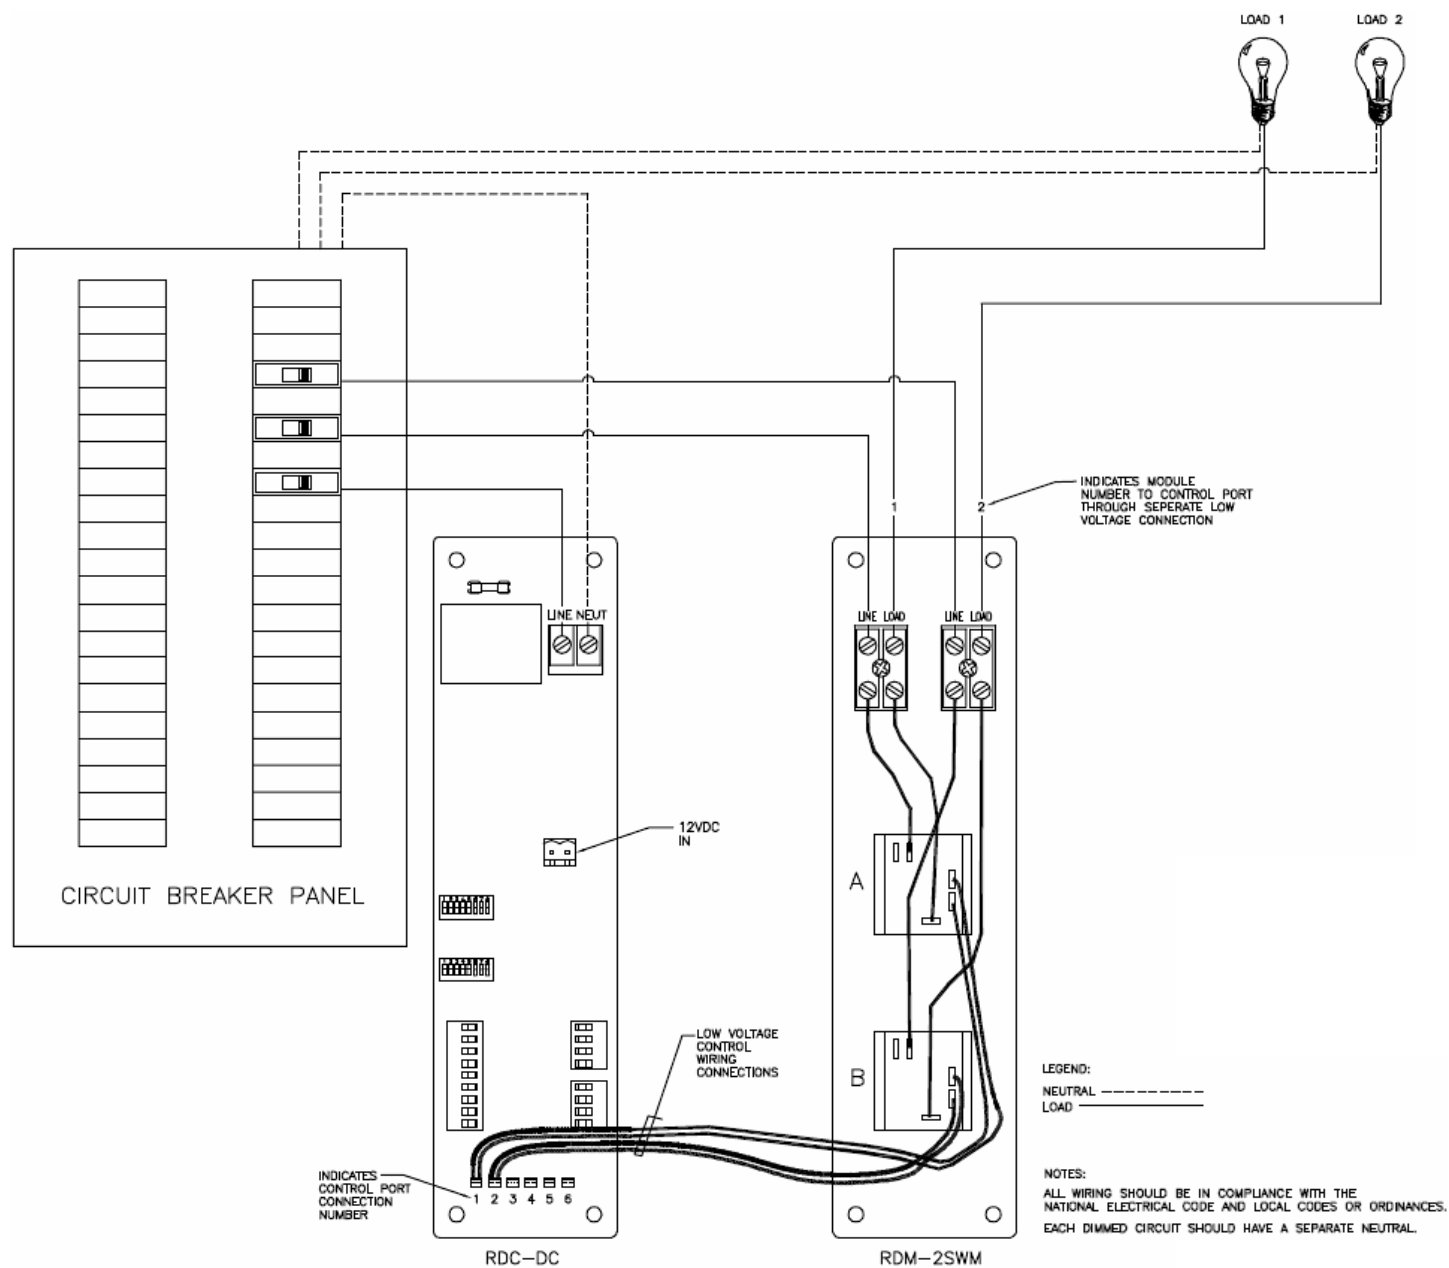 LOAD 1
LOAD 2
INDICATES MODULE
NUMBER TO CONTROL PORT
THROUGH SEPERATE LOW
VOLTAGE CONNECTION
1
2
LINE NEUT
LINE LOAD
LINE LOAD
12VDC
IN
CIRCUIT BREAKER PANEL
A
B
LOW VOLTAGE
CONTROL
WIRING
CONNECTIONS
LEGEND:
NEUTRAL
LOAD
INDICATES
CONTROL PORT
CONNECTION
NUMBER
1 2 3 4 5 6
NOTES:
ALL WIRING SHOULD BE IN COMPLIANCE WITH THE
NATIONAL ELECTRICAL CODE AND LOCAL CODES OR ORDINANCES.
EACH DIMMED CIRCUIT SHOULD HAVE A SEPARATE NEUTRAL.
RDC-DC
RDM-2SWM